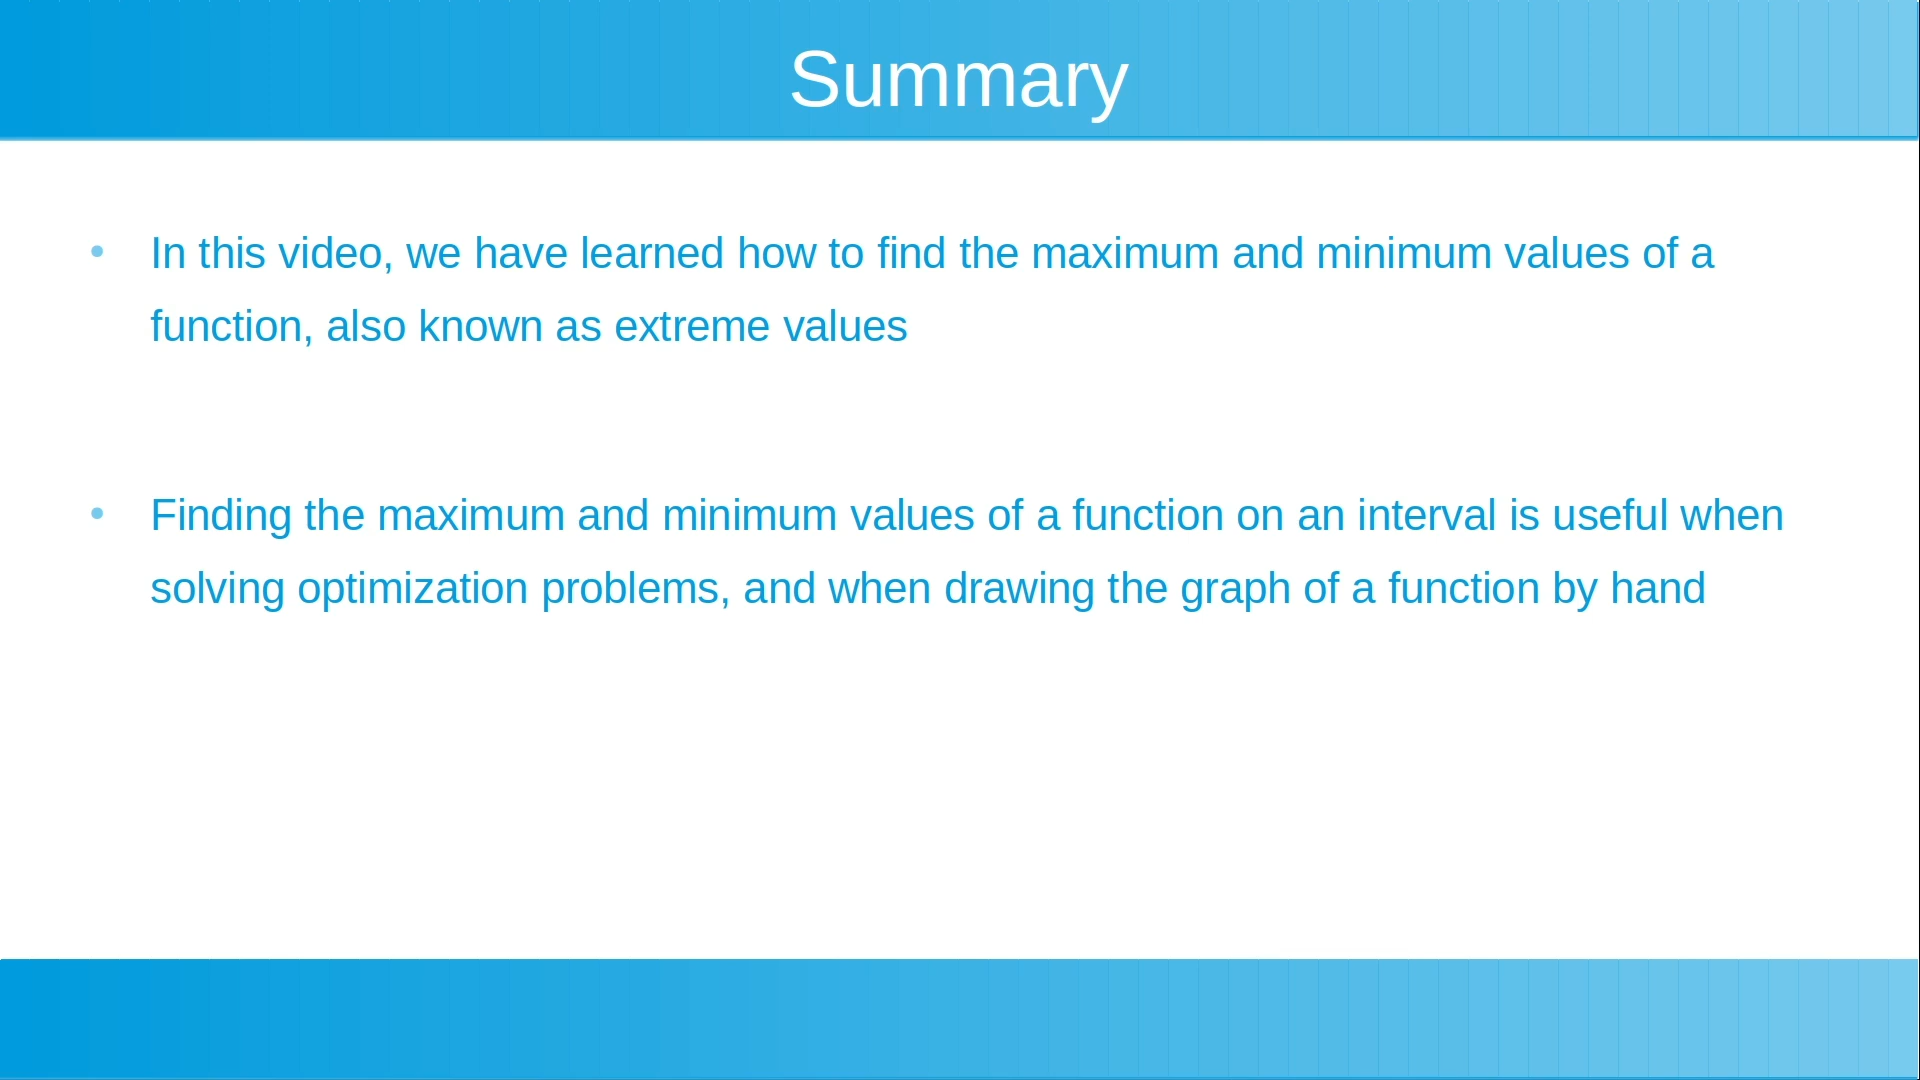 Summary
• In this video, we have learned how to find the maximum and minimum values of a
function, also known as extreme values
• Finding the maximum and minimum values of a function on an interval is useful when
solving optimization problems, and when drawing the graph of a function by hand